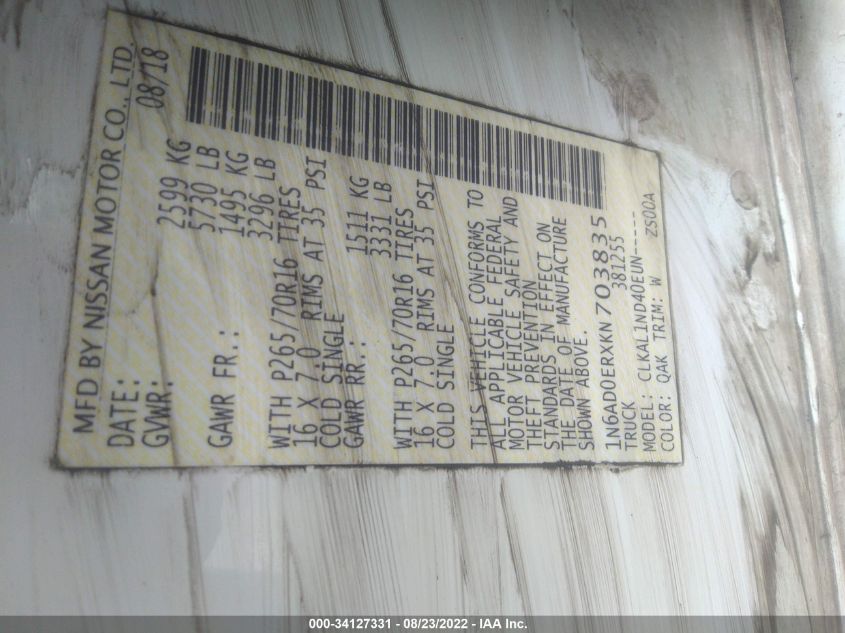 MFD BY NISSAN MOTOR CO., LTD.
DATE: 08/18
GVWR: 2599 KG
5730 LB
GAWR FR.: 1495 KG
3296 LB
WITH P265/70R16 TIRES
16 X 7.0 RIMS AT 35 PSI
COLD SINGLE
GAWR RR.: 1511 KG
3331 LB
WITH P265/70R16 TIRES
16 X 7.0 RIMS AT 35 PSI
COLD SINGLE
THIS VEHICLE CONFORMS TO
ALL APPLICABLE FEDERAL
MOTOR VEHICLE SAFETY AND
THEFT PREVENTION
STANDARDS IN EFFECT ON
THE DATE OF MANUFACTURE
SHOWN ABOVE.
1N6AD0ERXKN703835
TRUCK 381255
MODEL: CLKAL1ND40EUN-----
COLOR: QAK TRIM: W ZS00A
000-34127331 - 08/23/2022 - IAA Inc.